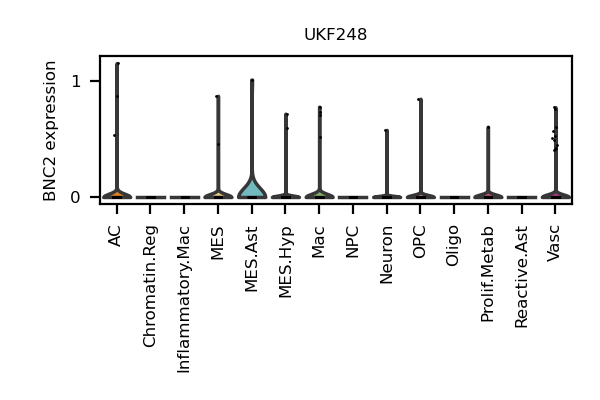 UKF248
BNC2 expression
1
0
AC
Chromatin.Reg
Inflammatory.Mac
MES
MES.Ast
MES.Hyp
Mac
NPC
Neuron
OPC
Oligo
Prolif.Metab
Reactive.Ast
Vasc